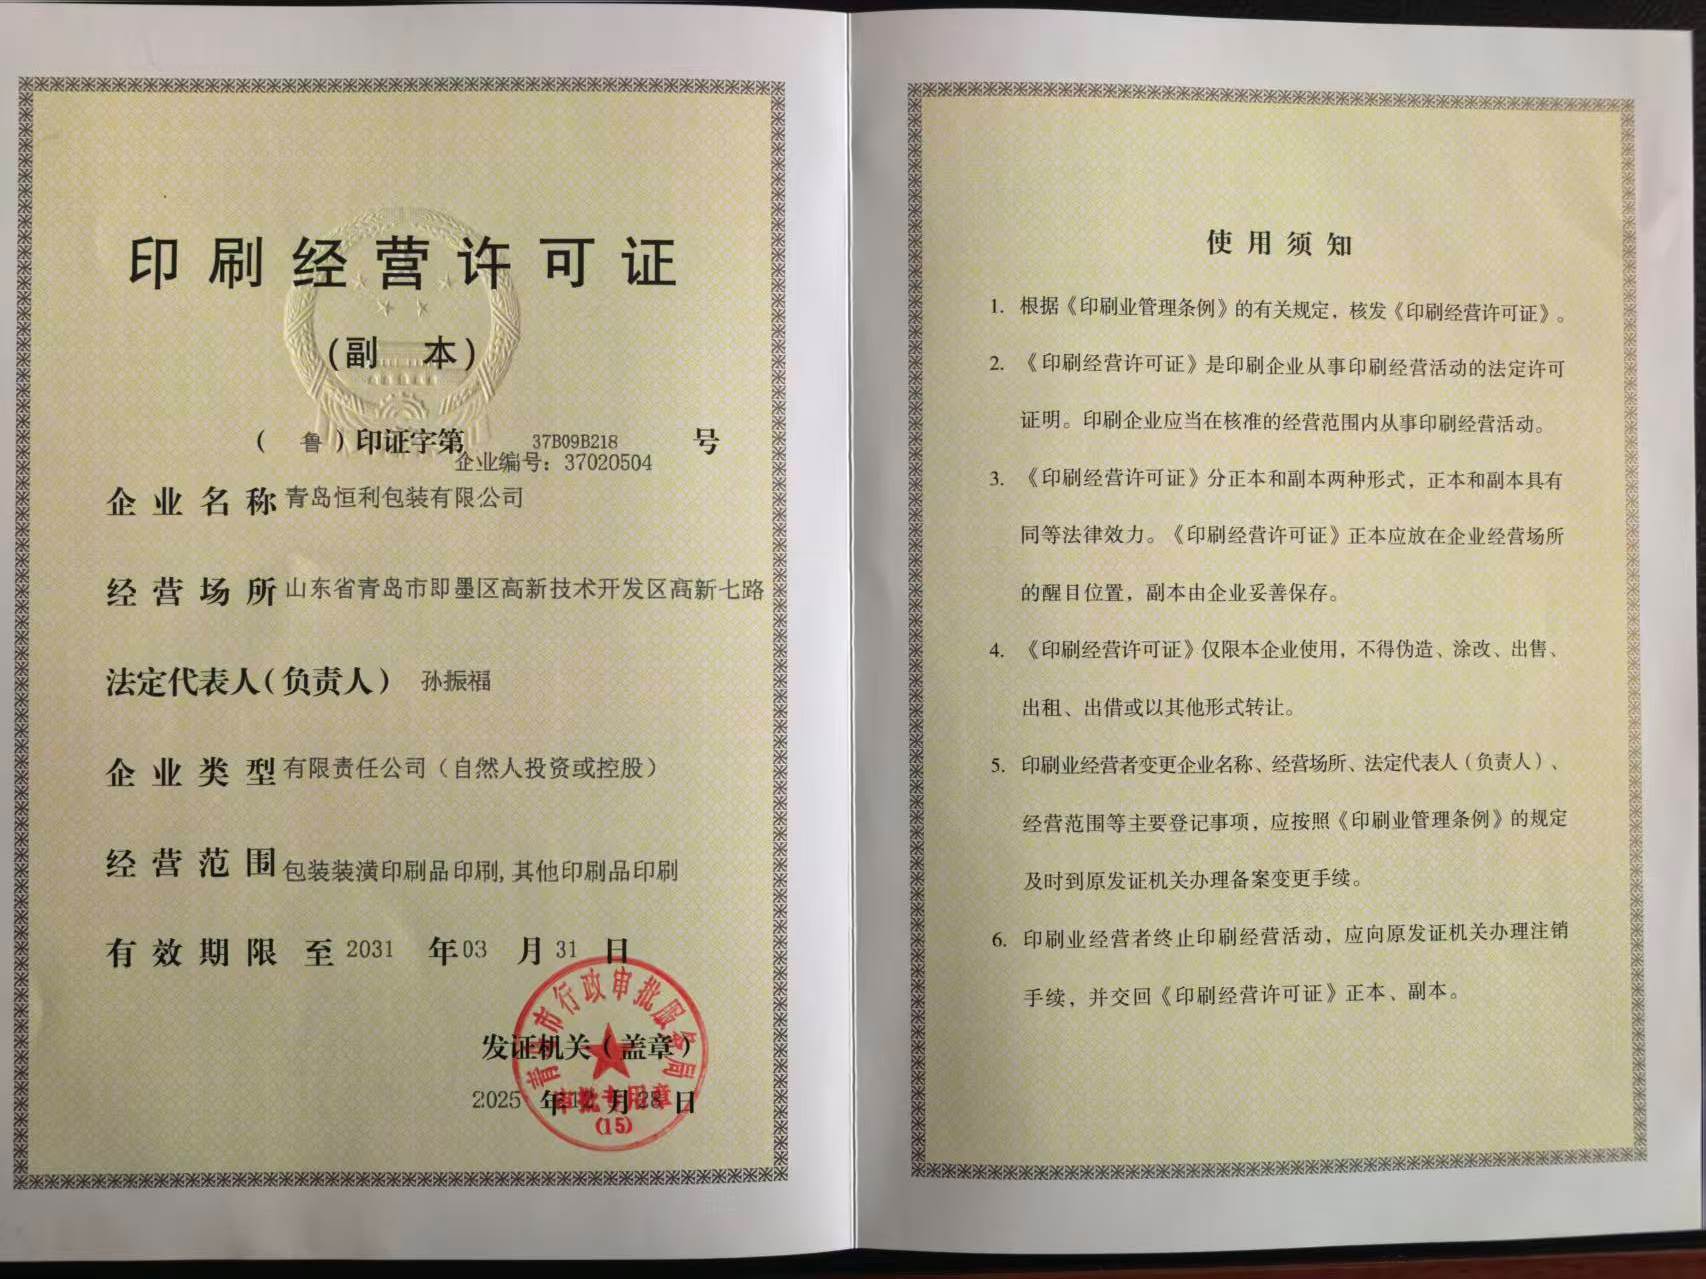 印刷经营许可证
(副 本)
( 鲁 )印证字第 37B09B218 号
企业编号：37020504
企业名称 青岛恒利包装有限公司
经营场所 山东省青岛市即墨区高新技术开发区高新七路
法定代表人(负责人) 孙振福
企业类型 有限责任公司（自然人投资或控股）
经营范围 包装装潢印刷品印刷,其他印刷品印刷
有效期限 至 2031 年 03 月 31 日
发证机关(盖章)
2025 年 12 月 28 日
青岛市行政审批服务局
审批专用章
(15)
使用须知
1. 根据《印刷业管理条例》的有关规定，核发《印刷经营许可证》。
2. 《印刷经营许可证》是印刷企业从事印刷经营活动的法定许可
证明。印刷企业应当在核准的经营范围内从事印刷经营活动。
3. 《印刷经营许可证》分正本和副本两种形式，正本和副本具有
同等法律效力。《印刷经营许可证》正本应放在企业经营场所
的醒目位置，副本由企业妥善保存。
4. 《印刷经营许可证》仅限本企业使用，不得伪造、涂改、出售、
出租、出借或以其他形式转让。
5. 印刷业经营者变更企业名称、经营场所、法定代表人（负责人）、
经营范围等主要登记事项，应按照《印刷业管理条例》的规定
及时到原发证机关办理备案变更手续。
6. 印刷业经营者终止印刷经营活动，应向原发证机关办理注销
手续，并交回《印刷经营许可证》正本、副本。